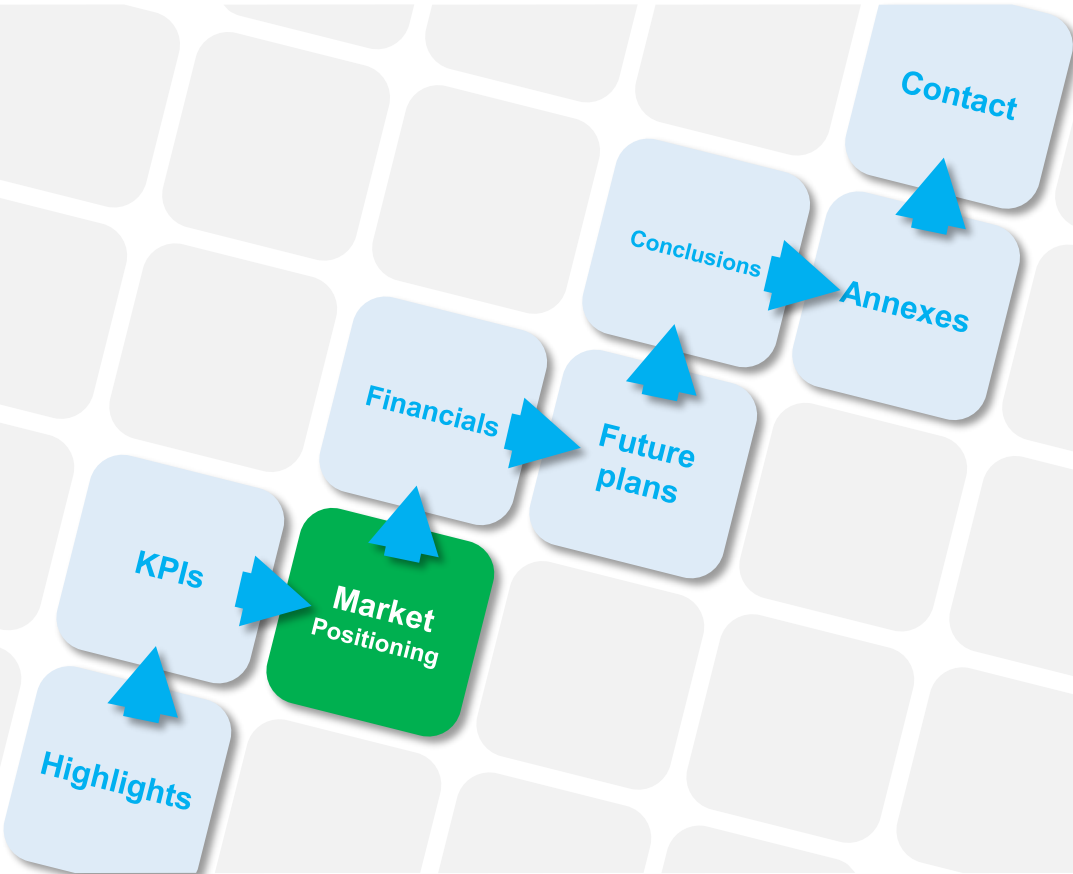 Contact
Conclusions
Annexes
Financials
Future
plans
KPIs
Market
Positioning
Highlights